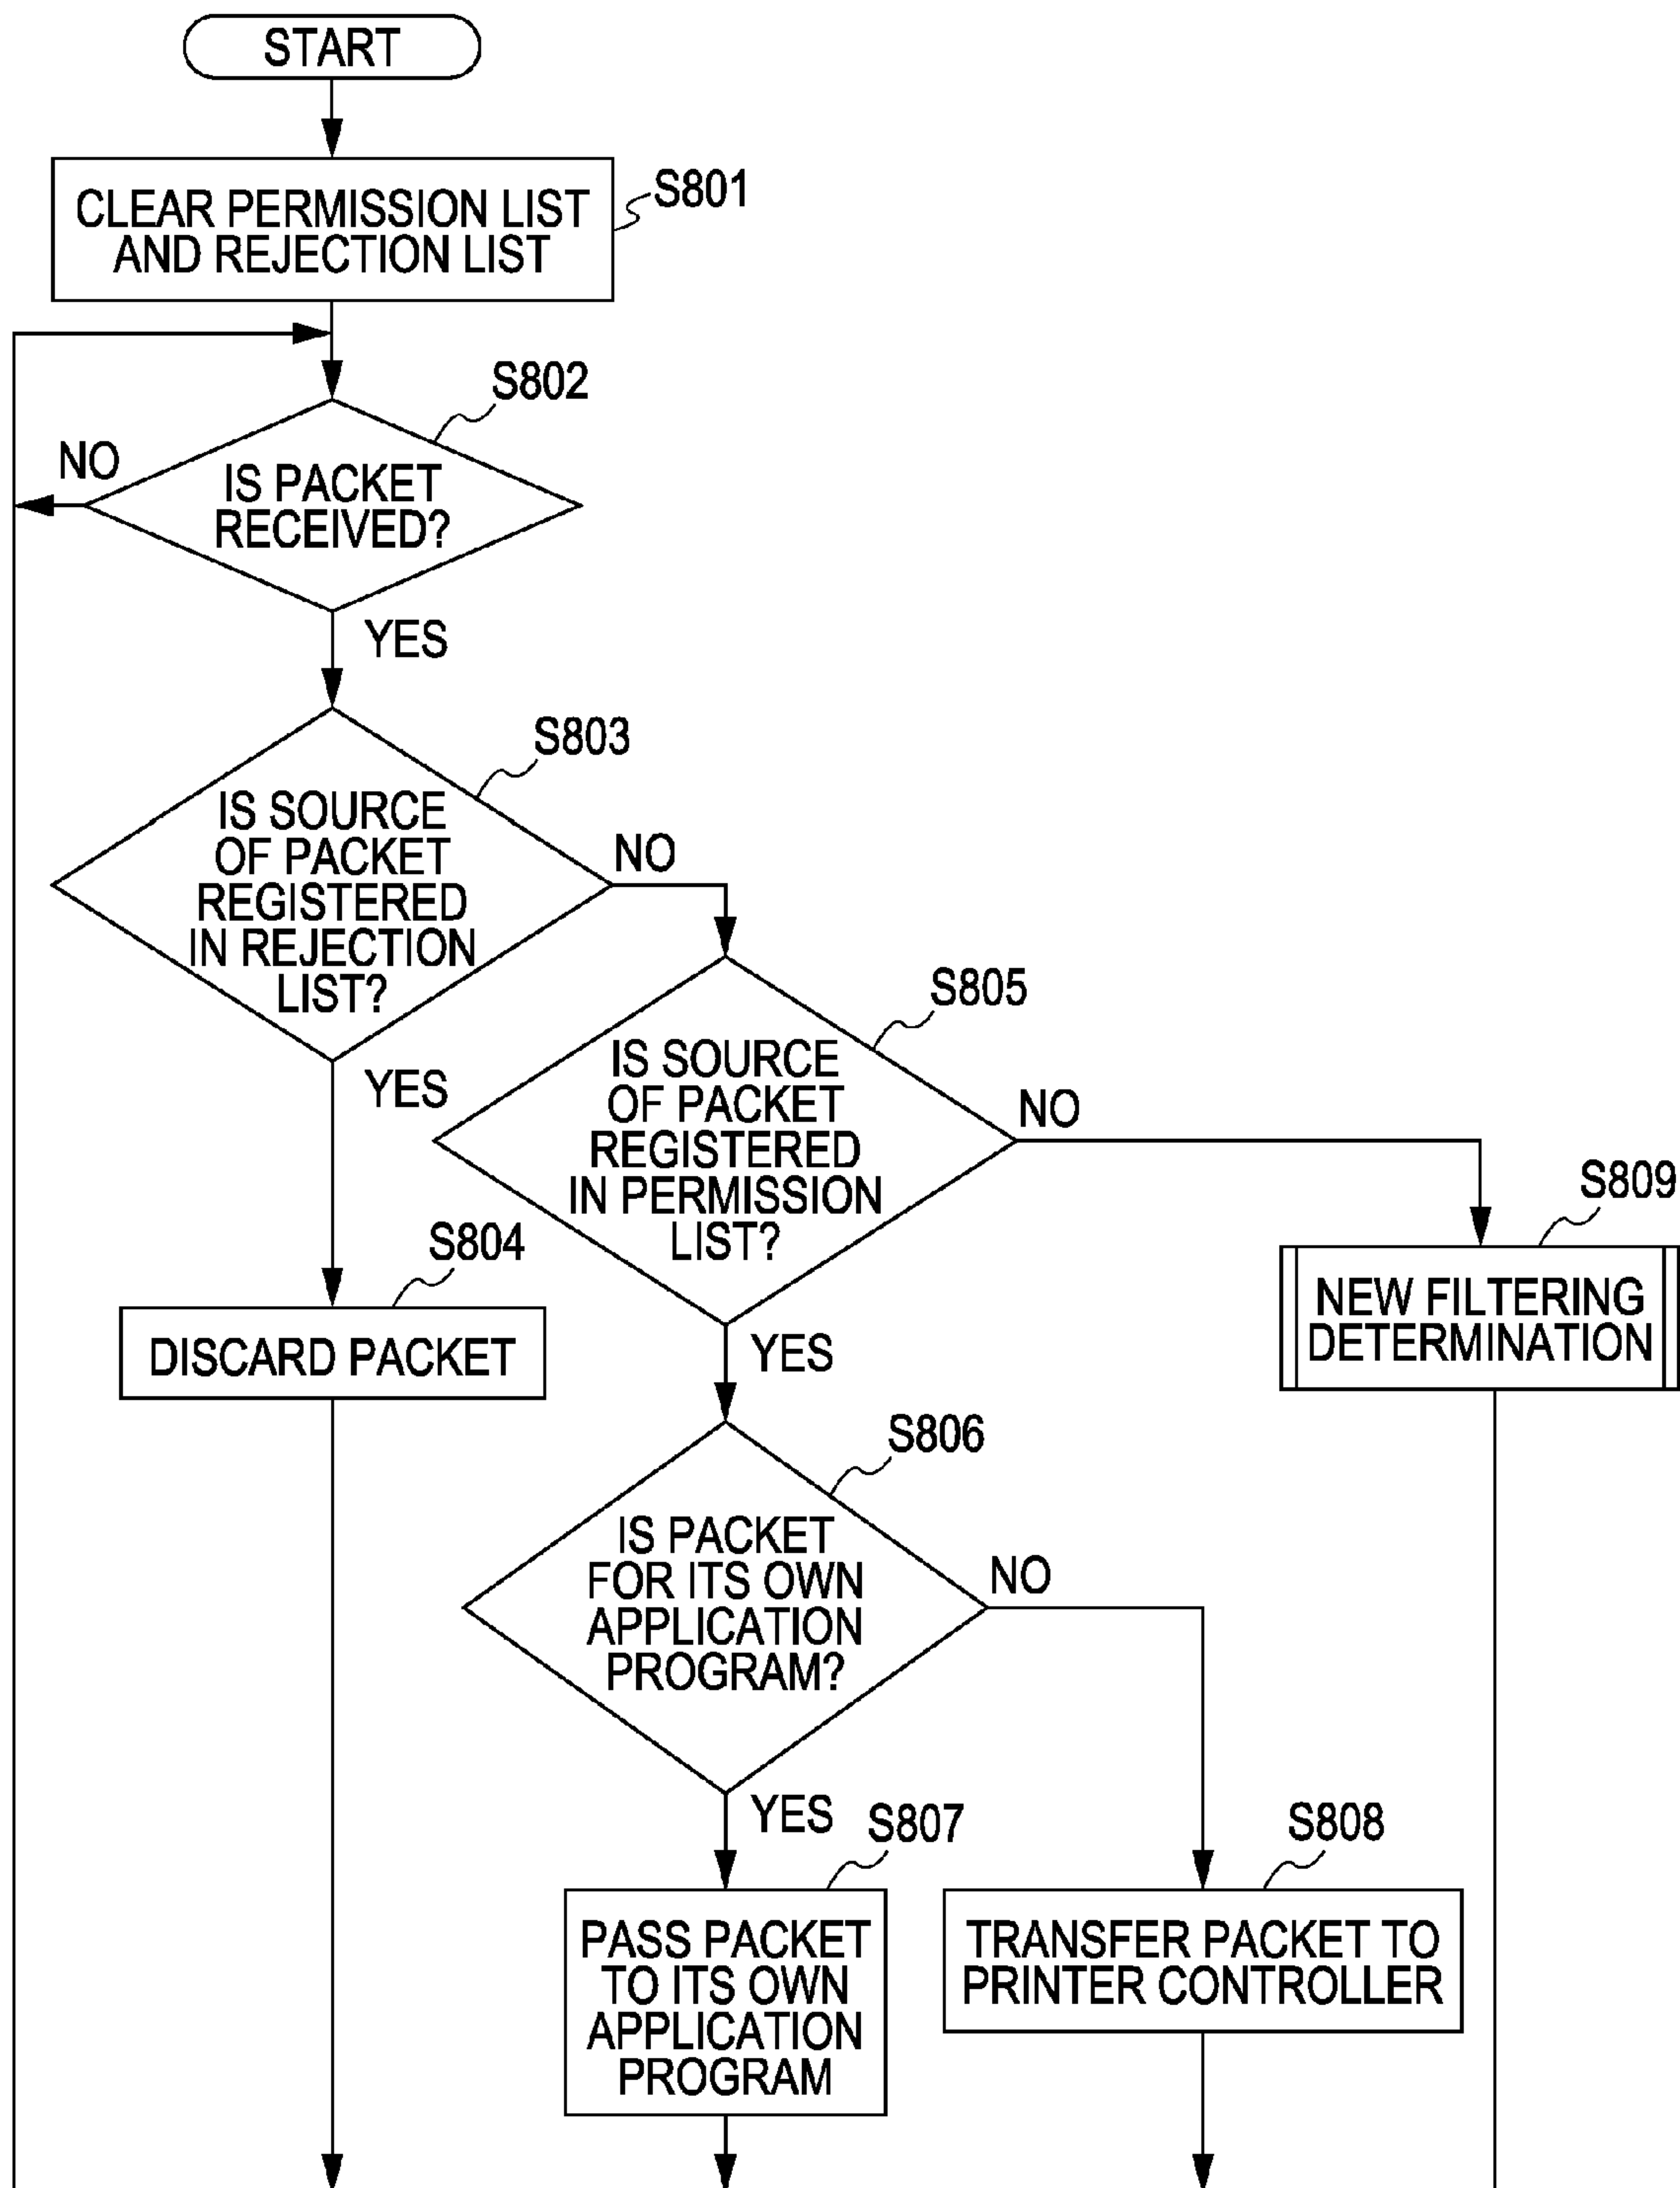 START
CLEAR PERMISSION LIST
AND REJECTION LIST
S801
S802
NO
IS PACKET
RECEIVED?
YES
S803
IS SOURCE
OF PACKET
REGISTERED
IN REJECTION
LIST?
NO
YES
S805
IS SOURCE
OF PACKET
REGISTERED
IN PERMISSION
LIST?
NO
S809
NEW FILTERING
DETERMINATION
S804
DISCARD PACKET
YES
S806
IS PACKET
FOR ITS OWN
APPLICATION
PROGRAM?
NO
YES
S807
PASS PACKET
TO ITS OWN
APPLICATION
PROGRAM
S808
TRANSFER PACKET TO
PRINTER CONTROLLER